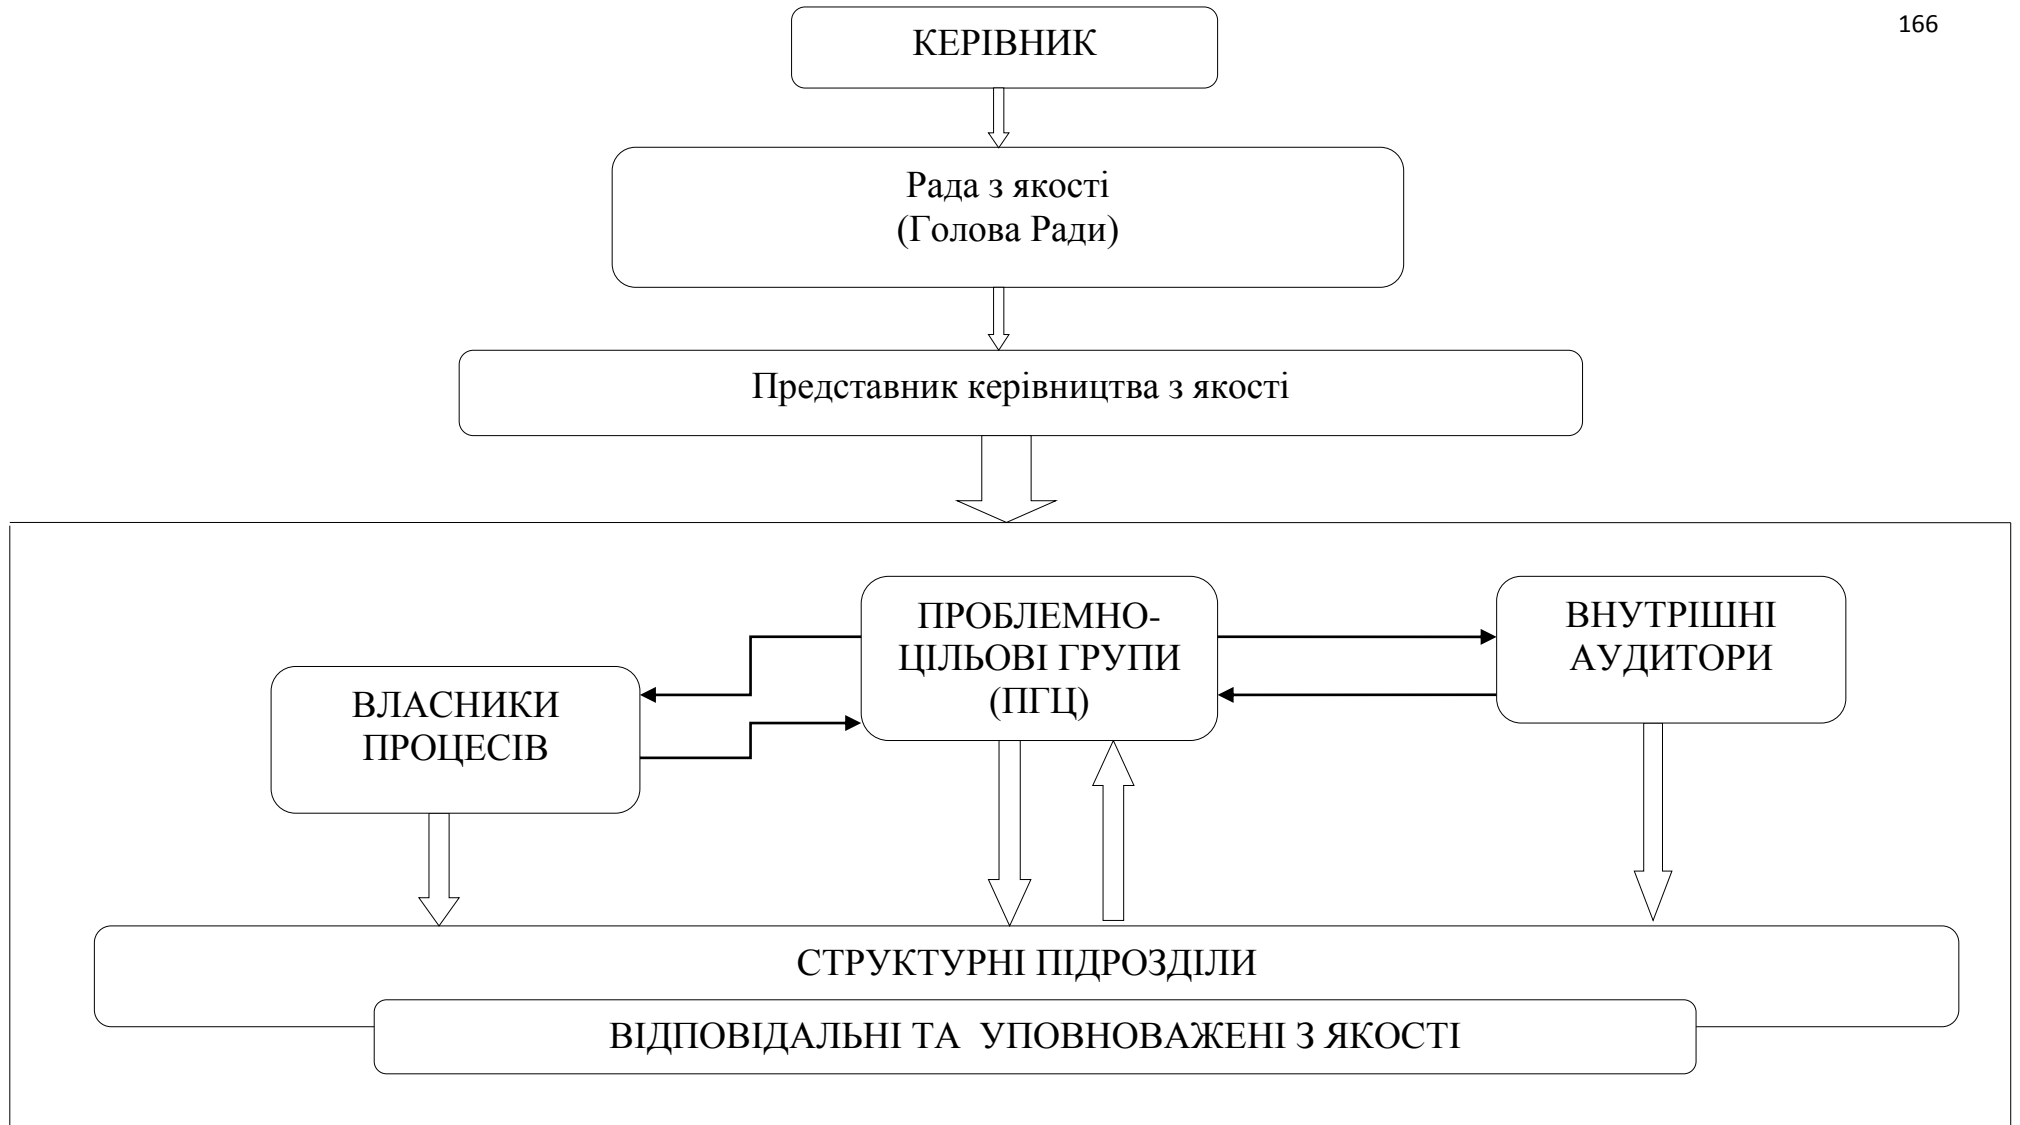 166
КЕРІВНИК
Рада з якості
(Голова Ради)
Представник керівництва з якості
ПРОБЛЕМНО-
ЦІЛЬОВІ ГРУПИ
(ПГЦ)
ВНУТРІШНІ
АУДИТОРИ
ВЛАСНИКИ
ПРОЦЕСІВ
СТРУКТУРНІ ПІДРОЗДІЛИ
ВІДПОВІДАЛЬНІ ТА  УПОВНОВАЖЕНІ З ЯКОСТІ